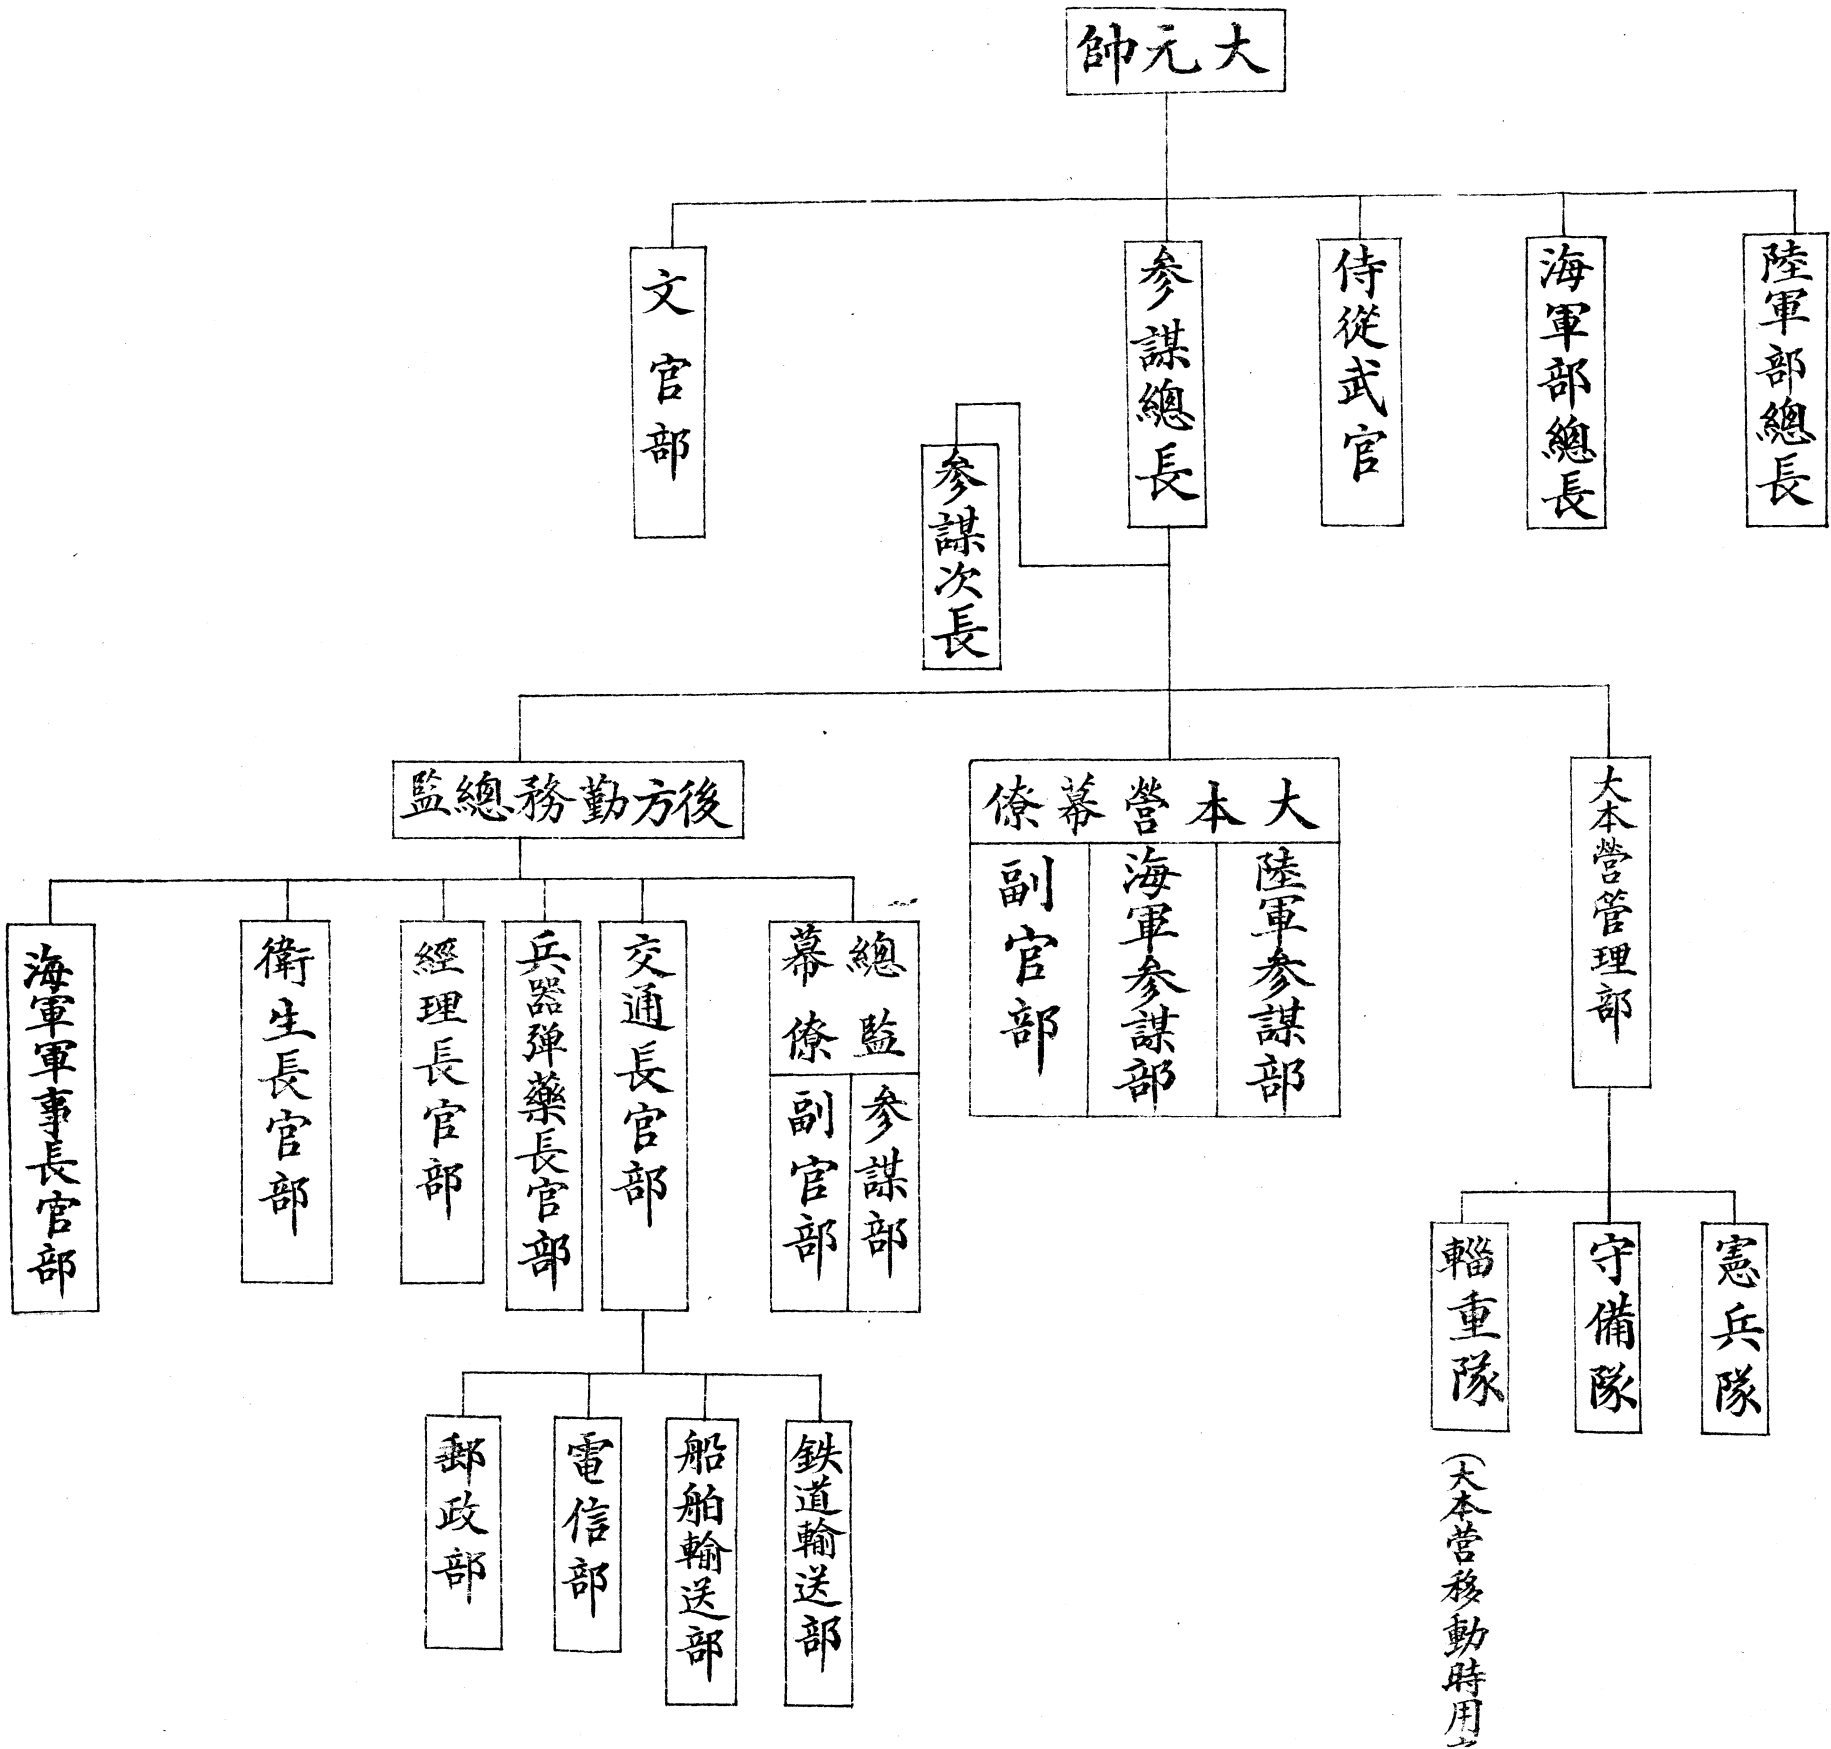 大元帥
陸軍部總長
海軍部總長
侍從武官
参謀總長
文官部
参謀次長
大本營管理部
大本營幕僚
陸軍参謀部
海軍参謀部
副官部
後方勤務總監
憲兵隊
守備隊
輜重隊
(大本営移動時用
總監
幕僚
参謀部
副官部
交通長官部
兵器弾藥長官部
經理長官部
衛生長官部
海軍軍事長官部
鉄道輸送部
船舶輸送部
電信部
郵政部